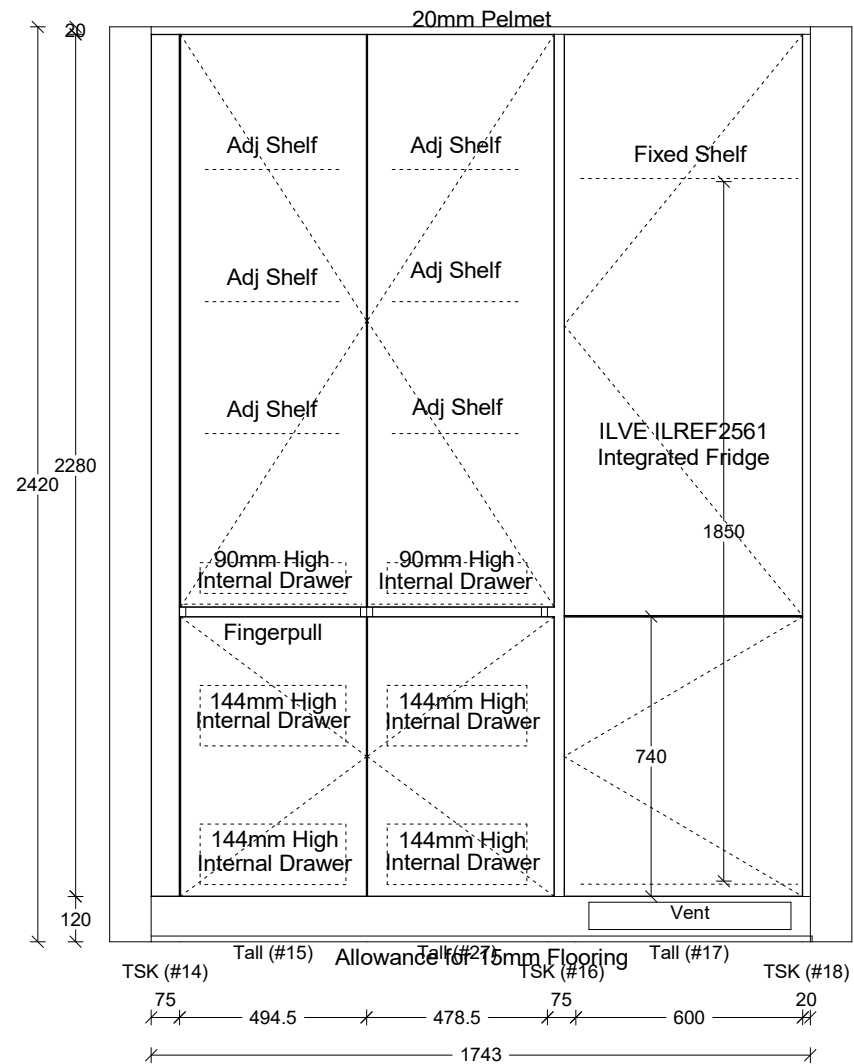 20mm Pelmet
20
Adj Shelf
Adj Shelf
Fixed Shelf
Adj Shelf
Adj Shelf
Adj Shelf
Adj Shelf
ILVE ILREF2561
Integrated Fridge
2280
2420
1850
90mm High
Internal Drawer
90mm High
Internal Drawer
Fingerpull
144mm High
Internal Drawer
144mm High
Internal Drawer
740
144mm High
Internal Drawer
144mm High
Internal Drawer
120
Vent
Tall (#15)
Tall (#27)
Tall (#17)
Allowance for 15mm Flooring
TSK (#14)
TSK (#16)
TSK (#18)
75
494.5
478.5
75
600
20
1743